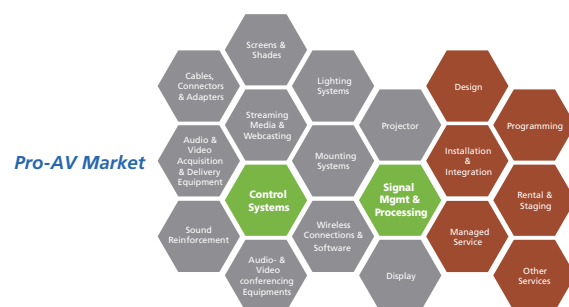 Pro-AV Market
Cables,
Connectors
& Adapters
Audio &
Video
Acquisition
& Delivery
Equipment
Sound
Reinforcement
Screens &
Shades
Streaming
Media &
Webcasting
Control
Systems
Audio- &
Video
conferencing
Equipments
Lighting
Systems
Mounting
Systems
Wireless
Connections &
Software
Projector
Signal
Mgmt &
Processing
Display
Design
Installation
&
Integration
Managed
Service
Programming
Rental &
Staging
Other
Services